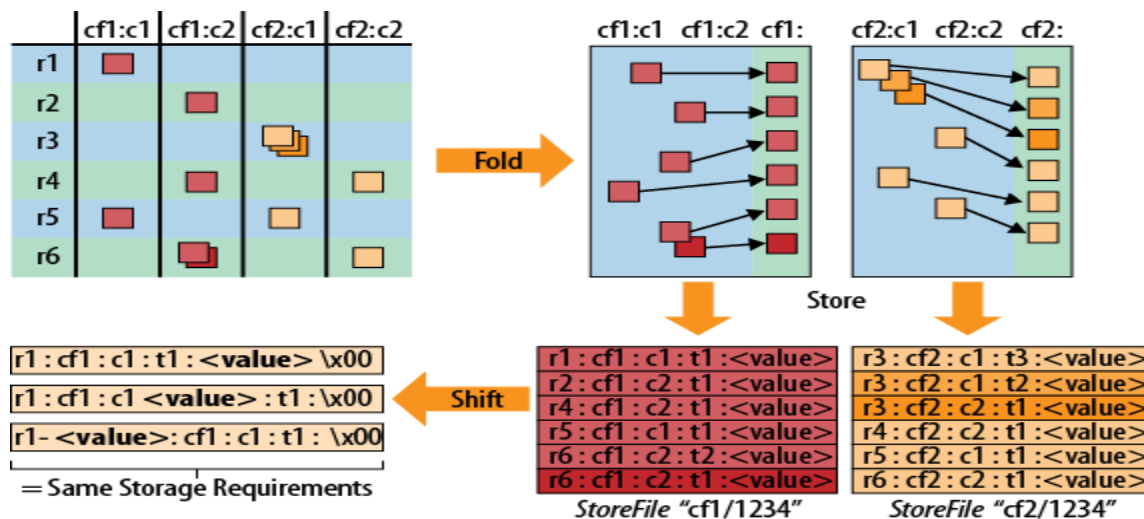 cf1:c1 cf1:c2 cf2:c1 cf2:c2
r1
r2
r3
r4
r5
r6
Fold
cf1:c1 cf1:c2 cf1:
cf2:c1 cf2:c2 cf2:
Store
r1 : cf1 : c1 : t1 : <value> \x00
r1 : cf1 : c1 <value> : t1 : \x00
r1- <value>: cf1 : c1 : t1 : \x00
= Same Storage Requirements
Shift
r1 : cf1 : c1 : t1 :<value>
r2 : cf1 : c2 : t1 :<value>
r4 : cf1 : c2 : t1 :<value>
r5 : cf1 : c1 : t1 :<value>
r6 : cf1 : c2 : t2 :<value>
r6 : cf1 : c2 : t1 :<value>
StoreFile “cf1/1234”
r3 : cf2 : c1 : t3 :<value>
r3 : cf2 : c1 : t2 :<value>
r3 : cf2 : c2 : t1 :<value>
r4 : cf2 : c2 : t1 :<value>
r5 : cf2 : c1 : t1 :<value>
r6 : cf2 : c2 : t1 :<value>
StoreFile “cf2/1234”